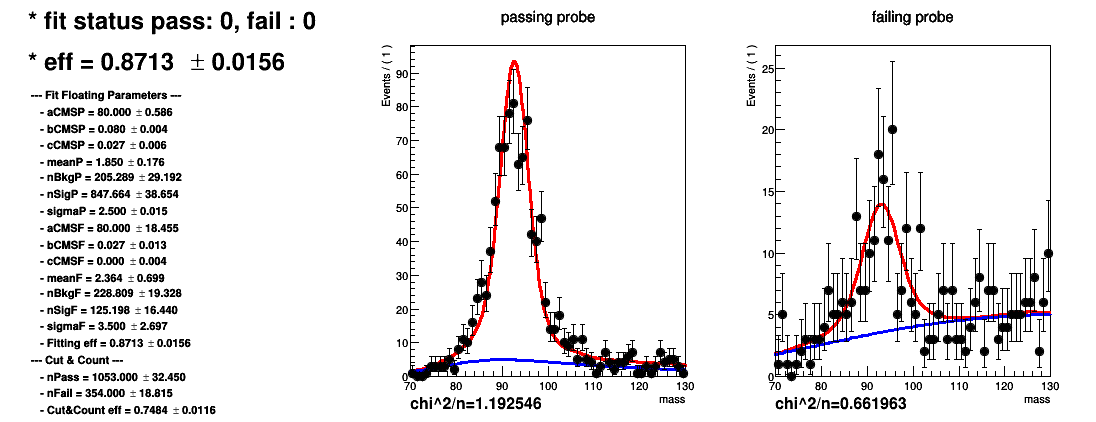 * fit status pass: 0, fail : 0
* eff = 0.8713 ± 0.0156
--- Fit Floating Parameters ---
- aCMSP = 80.000 ± 0.586
- bCMSP = 0.080 ± 0.004
- cCMSP = 0.027 ± 0.006
- meanP = 1.850 ± 0.176
- nBkgP = 205.289 ± 29.192
- nSigP = 847.664 ± 38.654
- sigmaP = 2.500 ± 0.015
- aCMSF = 80.000 ± 18.455
- bCMSF = 0.027 ± 0.013
- cCMSF = 0.000 ± 0.004
- meanF = 2.364 ± 0.699
- nBkgF = 228.809 ± 19.328
- nSigF = 125.198 ± 16.440
- sigmaF = 3.500 ± 2.697
- Fitting eff = 0.8713 ± 0.0156
--- Cut & Count ---
- nPass = 1053.000 ± 32.450
- nFail = 354.000 ± 18.815
- Cut&Count eff = 0.7484 ± 0.0116
passing probe
Events / ( 1 )
90
80
70
60
50
40
30
20
10
0
70 80 90 100 110 120 130
mass
chi^2/n=1.192546
failing probe
Events / ( 1 )
25
20
15
10
5
0
70 80 90 100 110 120 130
mass
chi^2/n=0.661963